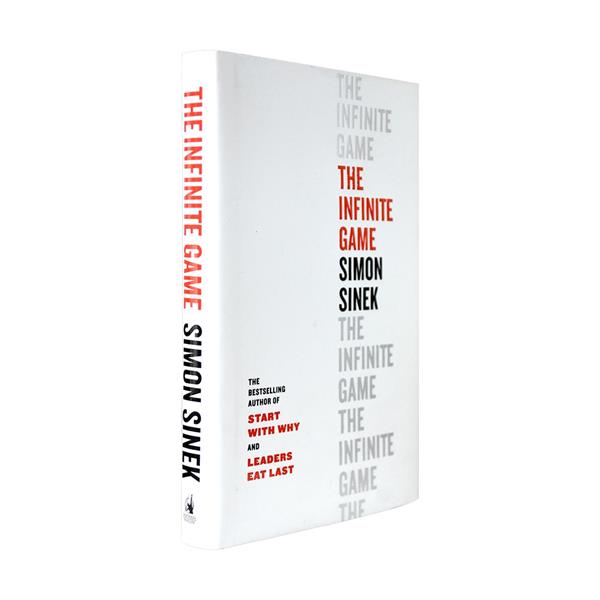 THE INFINITE GAME SIMON SINEK
THE
INFINITE
GAME
THE
INFINITE
GAME
SIMON
SINEK
THE
INFINITE
GAME
THE
INFINITE
GAME
THE
THE
BESTSELLING
AUTHOR OF
START
WITH WHY
AND
LEADERS
EAT LAST